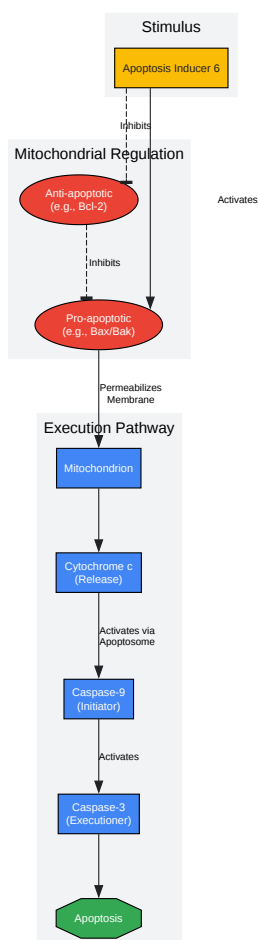 Stimulus
Apoptosis Inducer 6
Inhibits
Mitochondrial Regulation
Anti-apoptotic
(e.g., Bcl-2)
Activates
Inhibits
Pro-apoptotic
(e.g., Bax/Bak)
Permeabilizes
Membrane
Execution Pathway
Mitochondrion
Cytochrome c
(Release)
Activates via
Apoptosome
Caspase-9
(Initiator)
Activates
Caspase-3
(Executioner)
Apoptosis